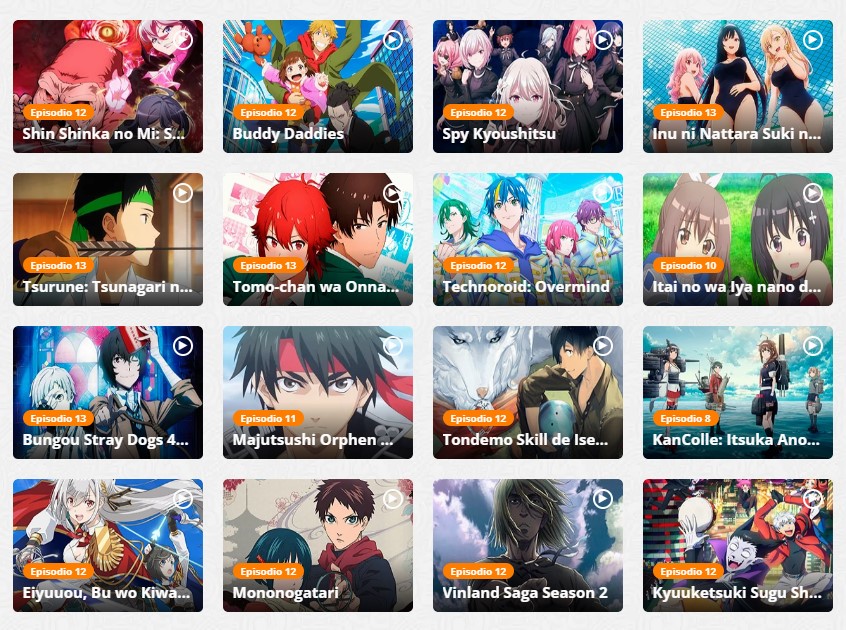 Episodio 12
Shin Shinka no Mi: S...
Episodio 12
Buddy Daddies
Episodio 12
Spy Kyoushitsu
Episodio 13
Inu ni Nattara Suki n...
Episodio 13
Tsurune: Tsunagari n...
Episodio 13
Tomo-chan wa Onna...
Episodio 12
Technoroid: Overmind
Episodio 10
Itai no wa Iya nano d...
Episodio 13
Bungou Stray Dogs 4...
Episodio 11
Majutsushi Orphen ...
Episodio 12
Tondemo Skill de Ise...
Episodio 8
KanColle: Itsuka Ano...
Episodio 12
Eiyuuou, Bu wo Kiwa...
Episodio 12
Mononogatari
Episodio 12
Vinland Saga Season 2
Episodio 12
Kyuuketsuki Sugu Sh...